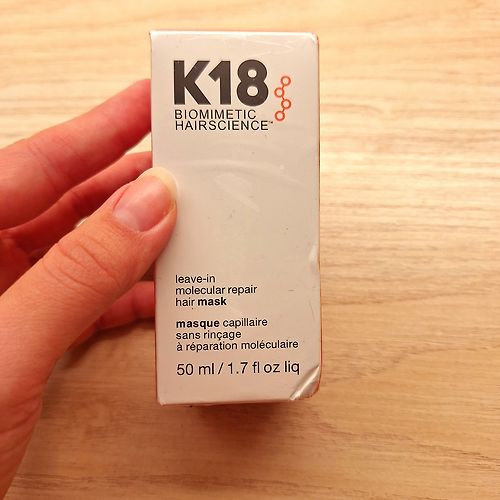 K18
BIOMIMETIC
HAIRSCIENCE™
leave-in
molecular repair
hair mask
masque capillaire
sans rinçage
à réparation moléculaire
50 ml / 1.7 fl oz liq